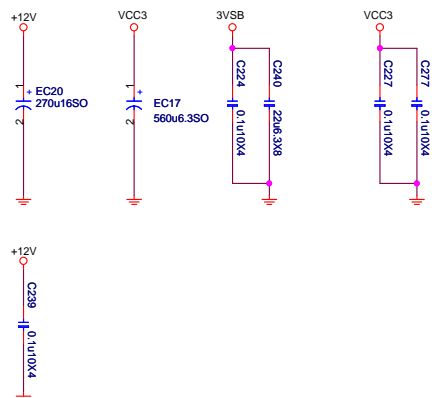 +12V
VCC3
3VSB
VCC3
1
+ EC20
270u16SO
2
1
+
EC17
560u6.3SO
2
C224
0.1u10X4
C240
22u6.3X8
C227
0.1u10X4
C277
0.1u10X4
+12V
C239
0.1u10X4